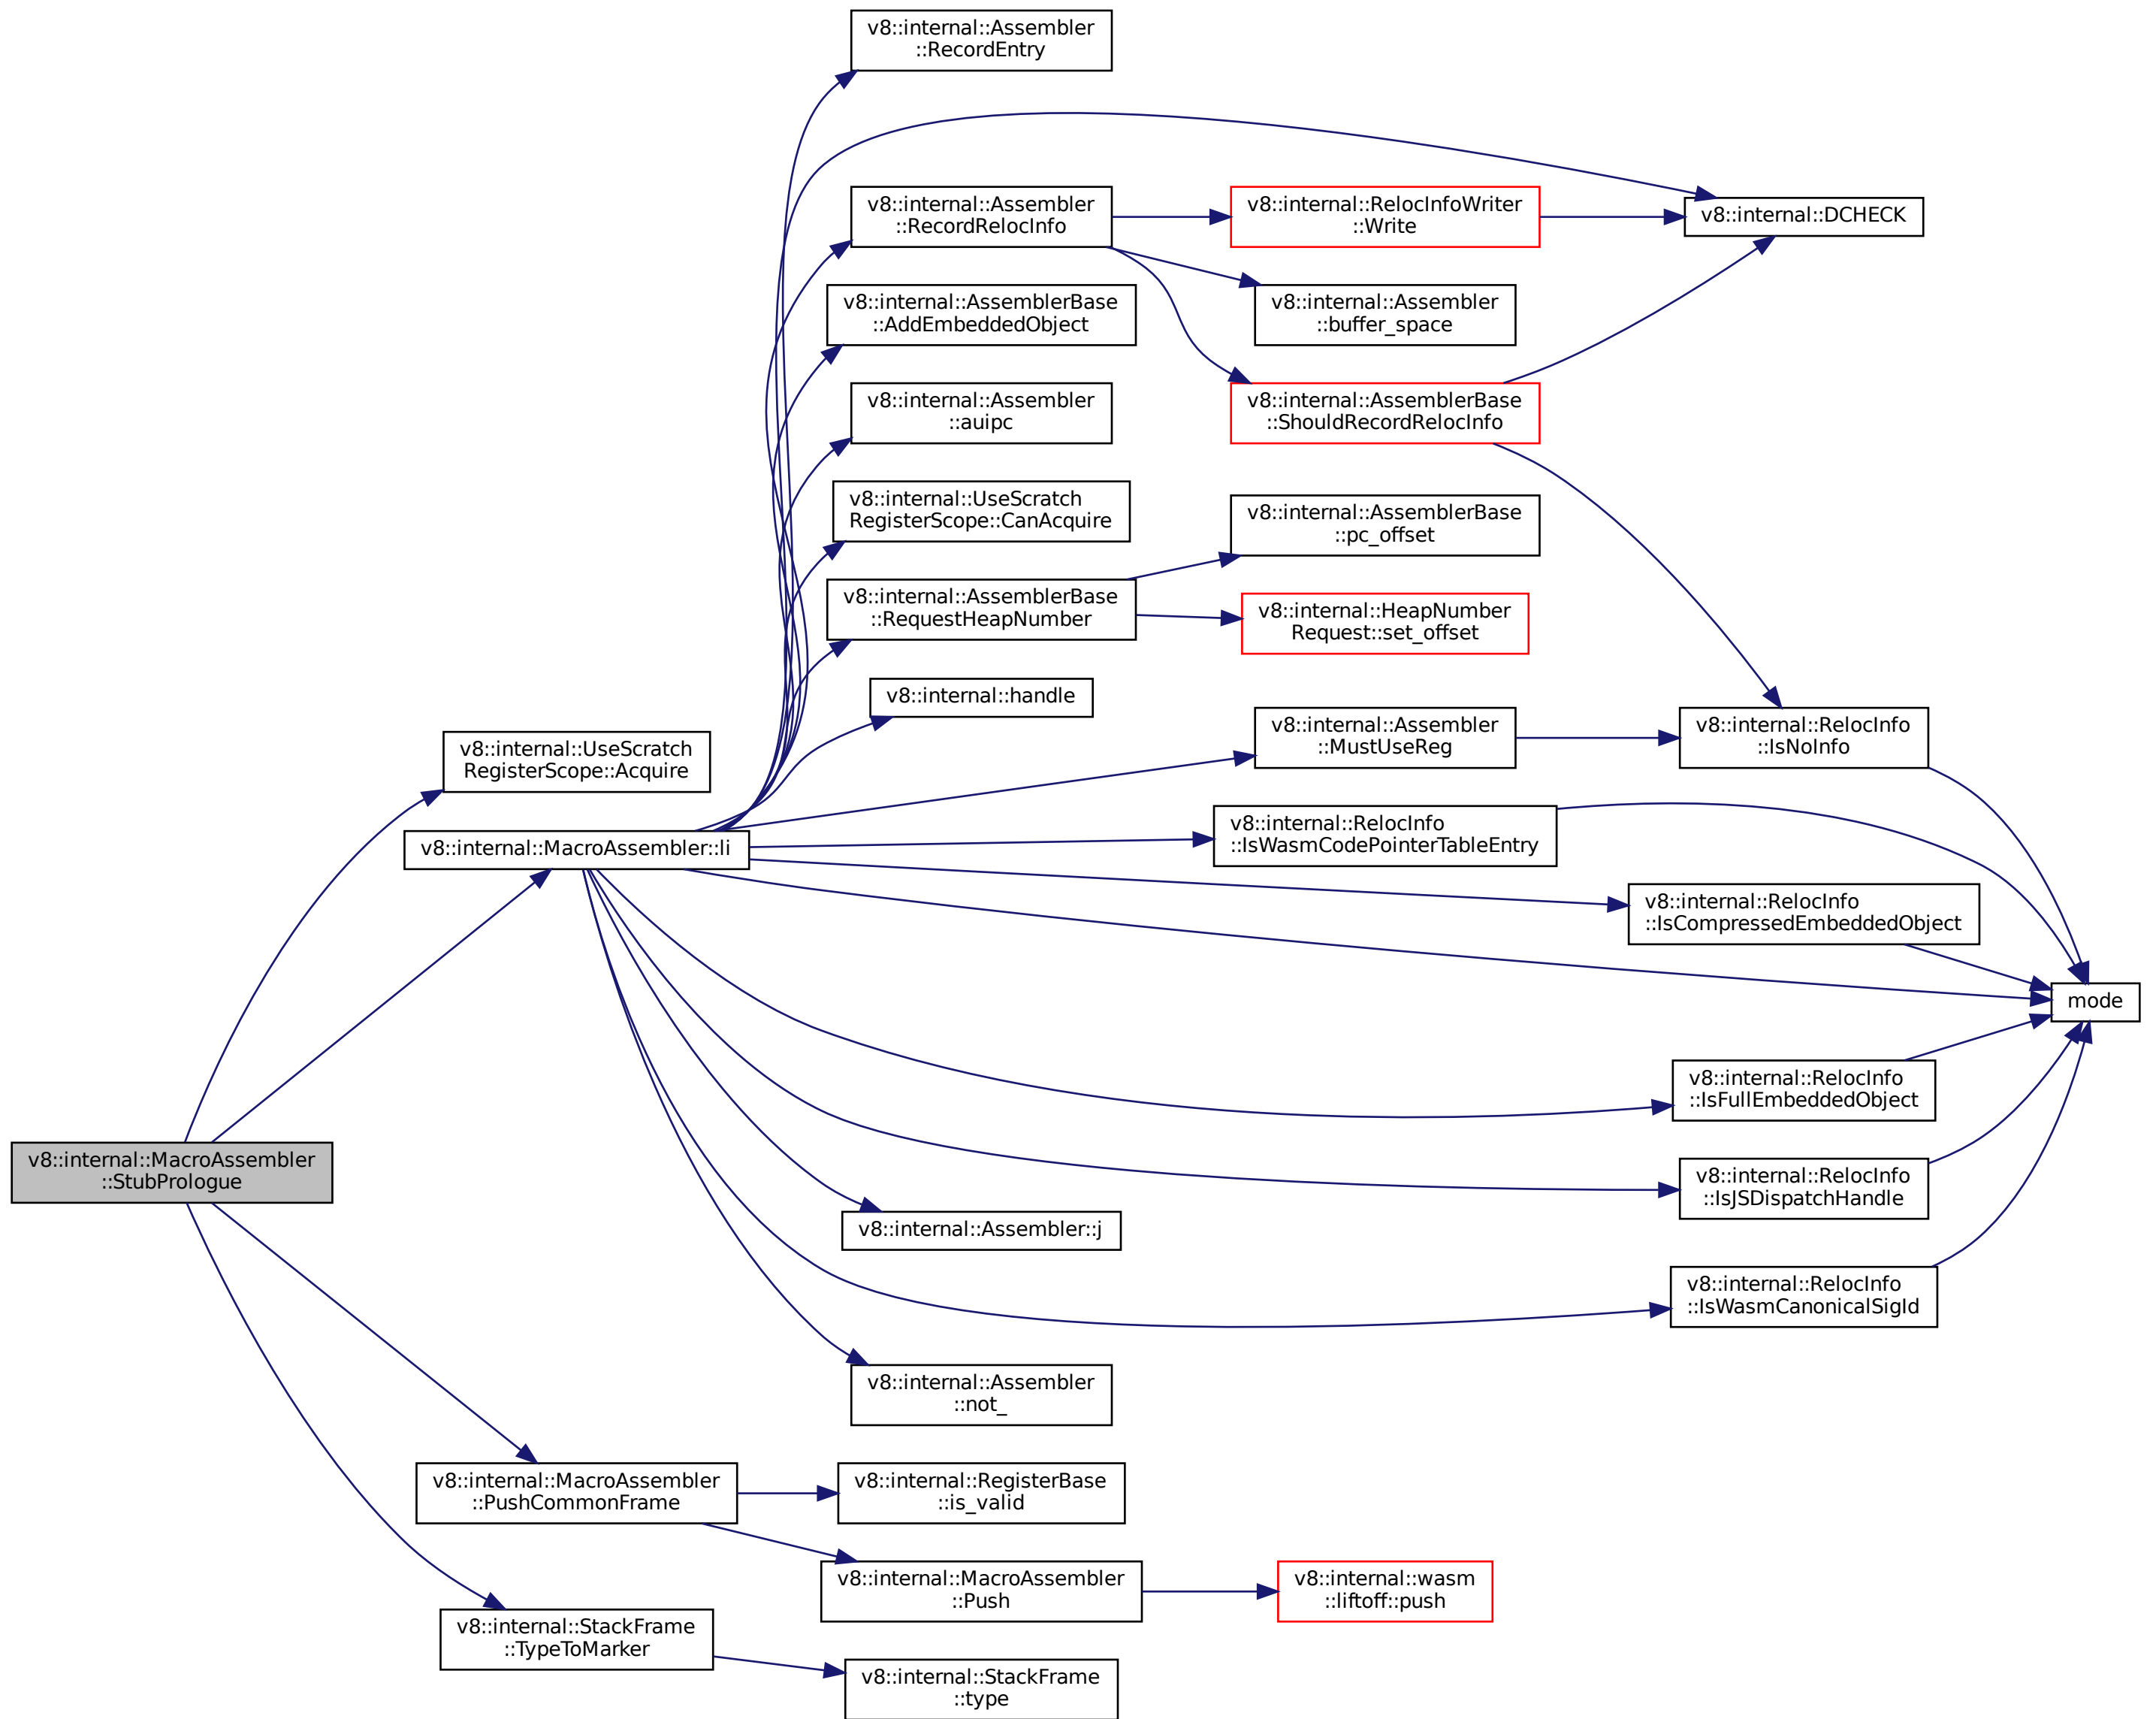 v8::internal::Assembler
::RecordEntry
v8::internal::Assembler
::RecordRelocInfo
v8::internal::RelocInfoWriter
::Write
v8::internal::DCHECK
v8::internal::AssemblerBase
::AddEmbeddedObject
v8::internal::Assembler
::buffer_space
v8::internal::Assembler
::auipc
v8::internal::AssemblerBase
::ShouldRecordRelocInfo
v8::internal::UseScratch
RegisterScope::CanAcquire
v8::internal::AssemblerBase
::pc_offset
v8::internal::AssemblerBase
::RequestHeapNumber
v8::internal::HeapNumber
Request::set_offset
v8::internal::handle
v8::internal::UseScratch
RegisterScope::Acquire
v8::internal::Assembler
::MustUseReg
v8::internal::RelocInfo
::IsNoInfo
v8::internal::MacroAssembler::li
v8::internal::RelocInfo
::IsWasmCodePointerTableEntry
v8::internal::RelocInfo
::IsCompressedEmbeddedObject
mode
v8::internal::RelocInfo
::IsFullEmbeddedObject
v8::internal::MacroAssembler
::StubPrologue
v8::internal::RelocInfo
::IsJSDispatchHandle
v8::internal::Assembler::j
v8::internal::RelocInfo
::IsWasmCanonicalSigId
v8::internal::Assembler
::not_
v8::internal::MacroAssembler
::PushCommonFrame
v8::internal::RegisterBase
::is_valid
v8::internal::MacroAssembler
::Push
v8::internal::wasm
::liftoff::push
v8::internal::StackFrame
::TypeToMarker
v8::internal::StackFrame
::type